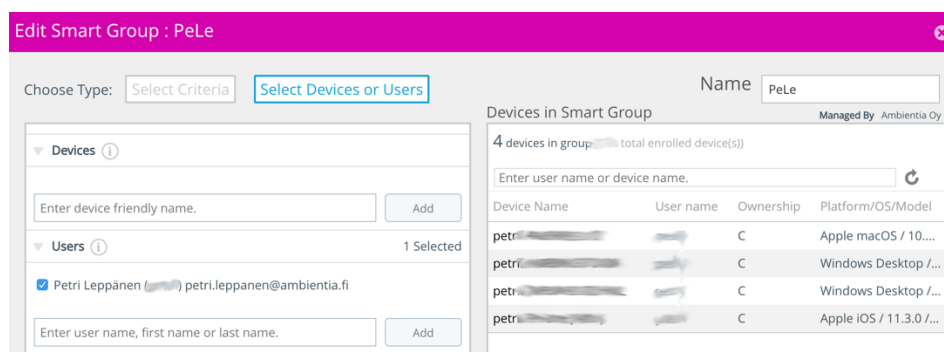 Edit Smart Group : PeLe
Choose Type: Select Criteria Select Devices or Users
Name PeLe
Managed By Ambientia Oy
Devices
Enter device friendly name. Add
Users 1 Selected
Petri Leppänen ( ) petri.leppanen@ambientia.fi
Enter user name, first name or last name. Add
Devices in Smart Group
4 devices in group total enrolled device(s))
Enter user name or device name.
Device Name User name Ownership Platform/OS/Model
petri C Apple macOS / 10....
petri C Windows Desktop /...
petri C Windows Desktop /...
petri C Apple iOS / 11.3.0 /...